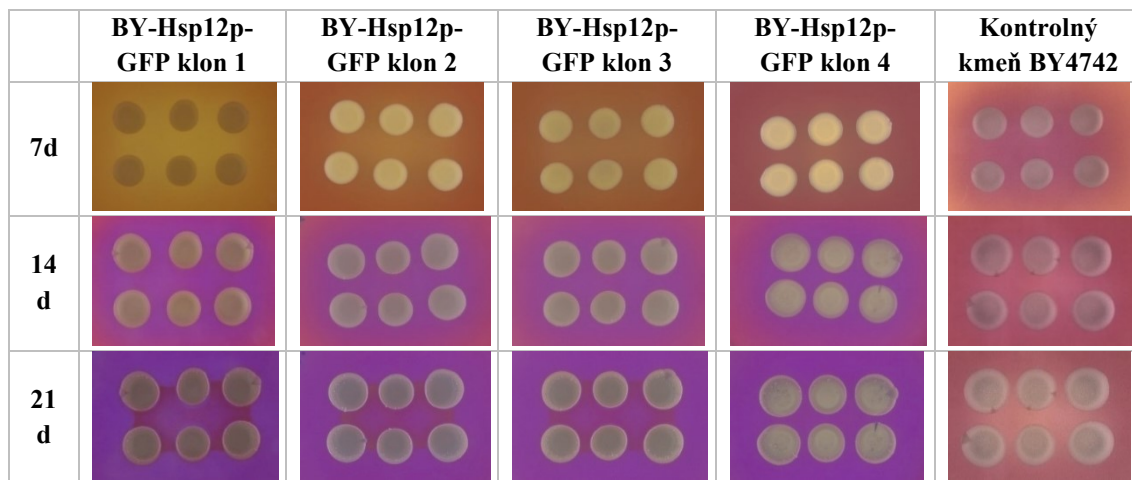 BY-Hsp12p-
GFP klon 1
BY-Hsp12p-
GFP klon 2
BY-Hsp12p-
GFP klon 3
BY-Hsp12p-
GFP klon 4
Kontrolný
kmeň BY4742
7d
14
d
21
d